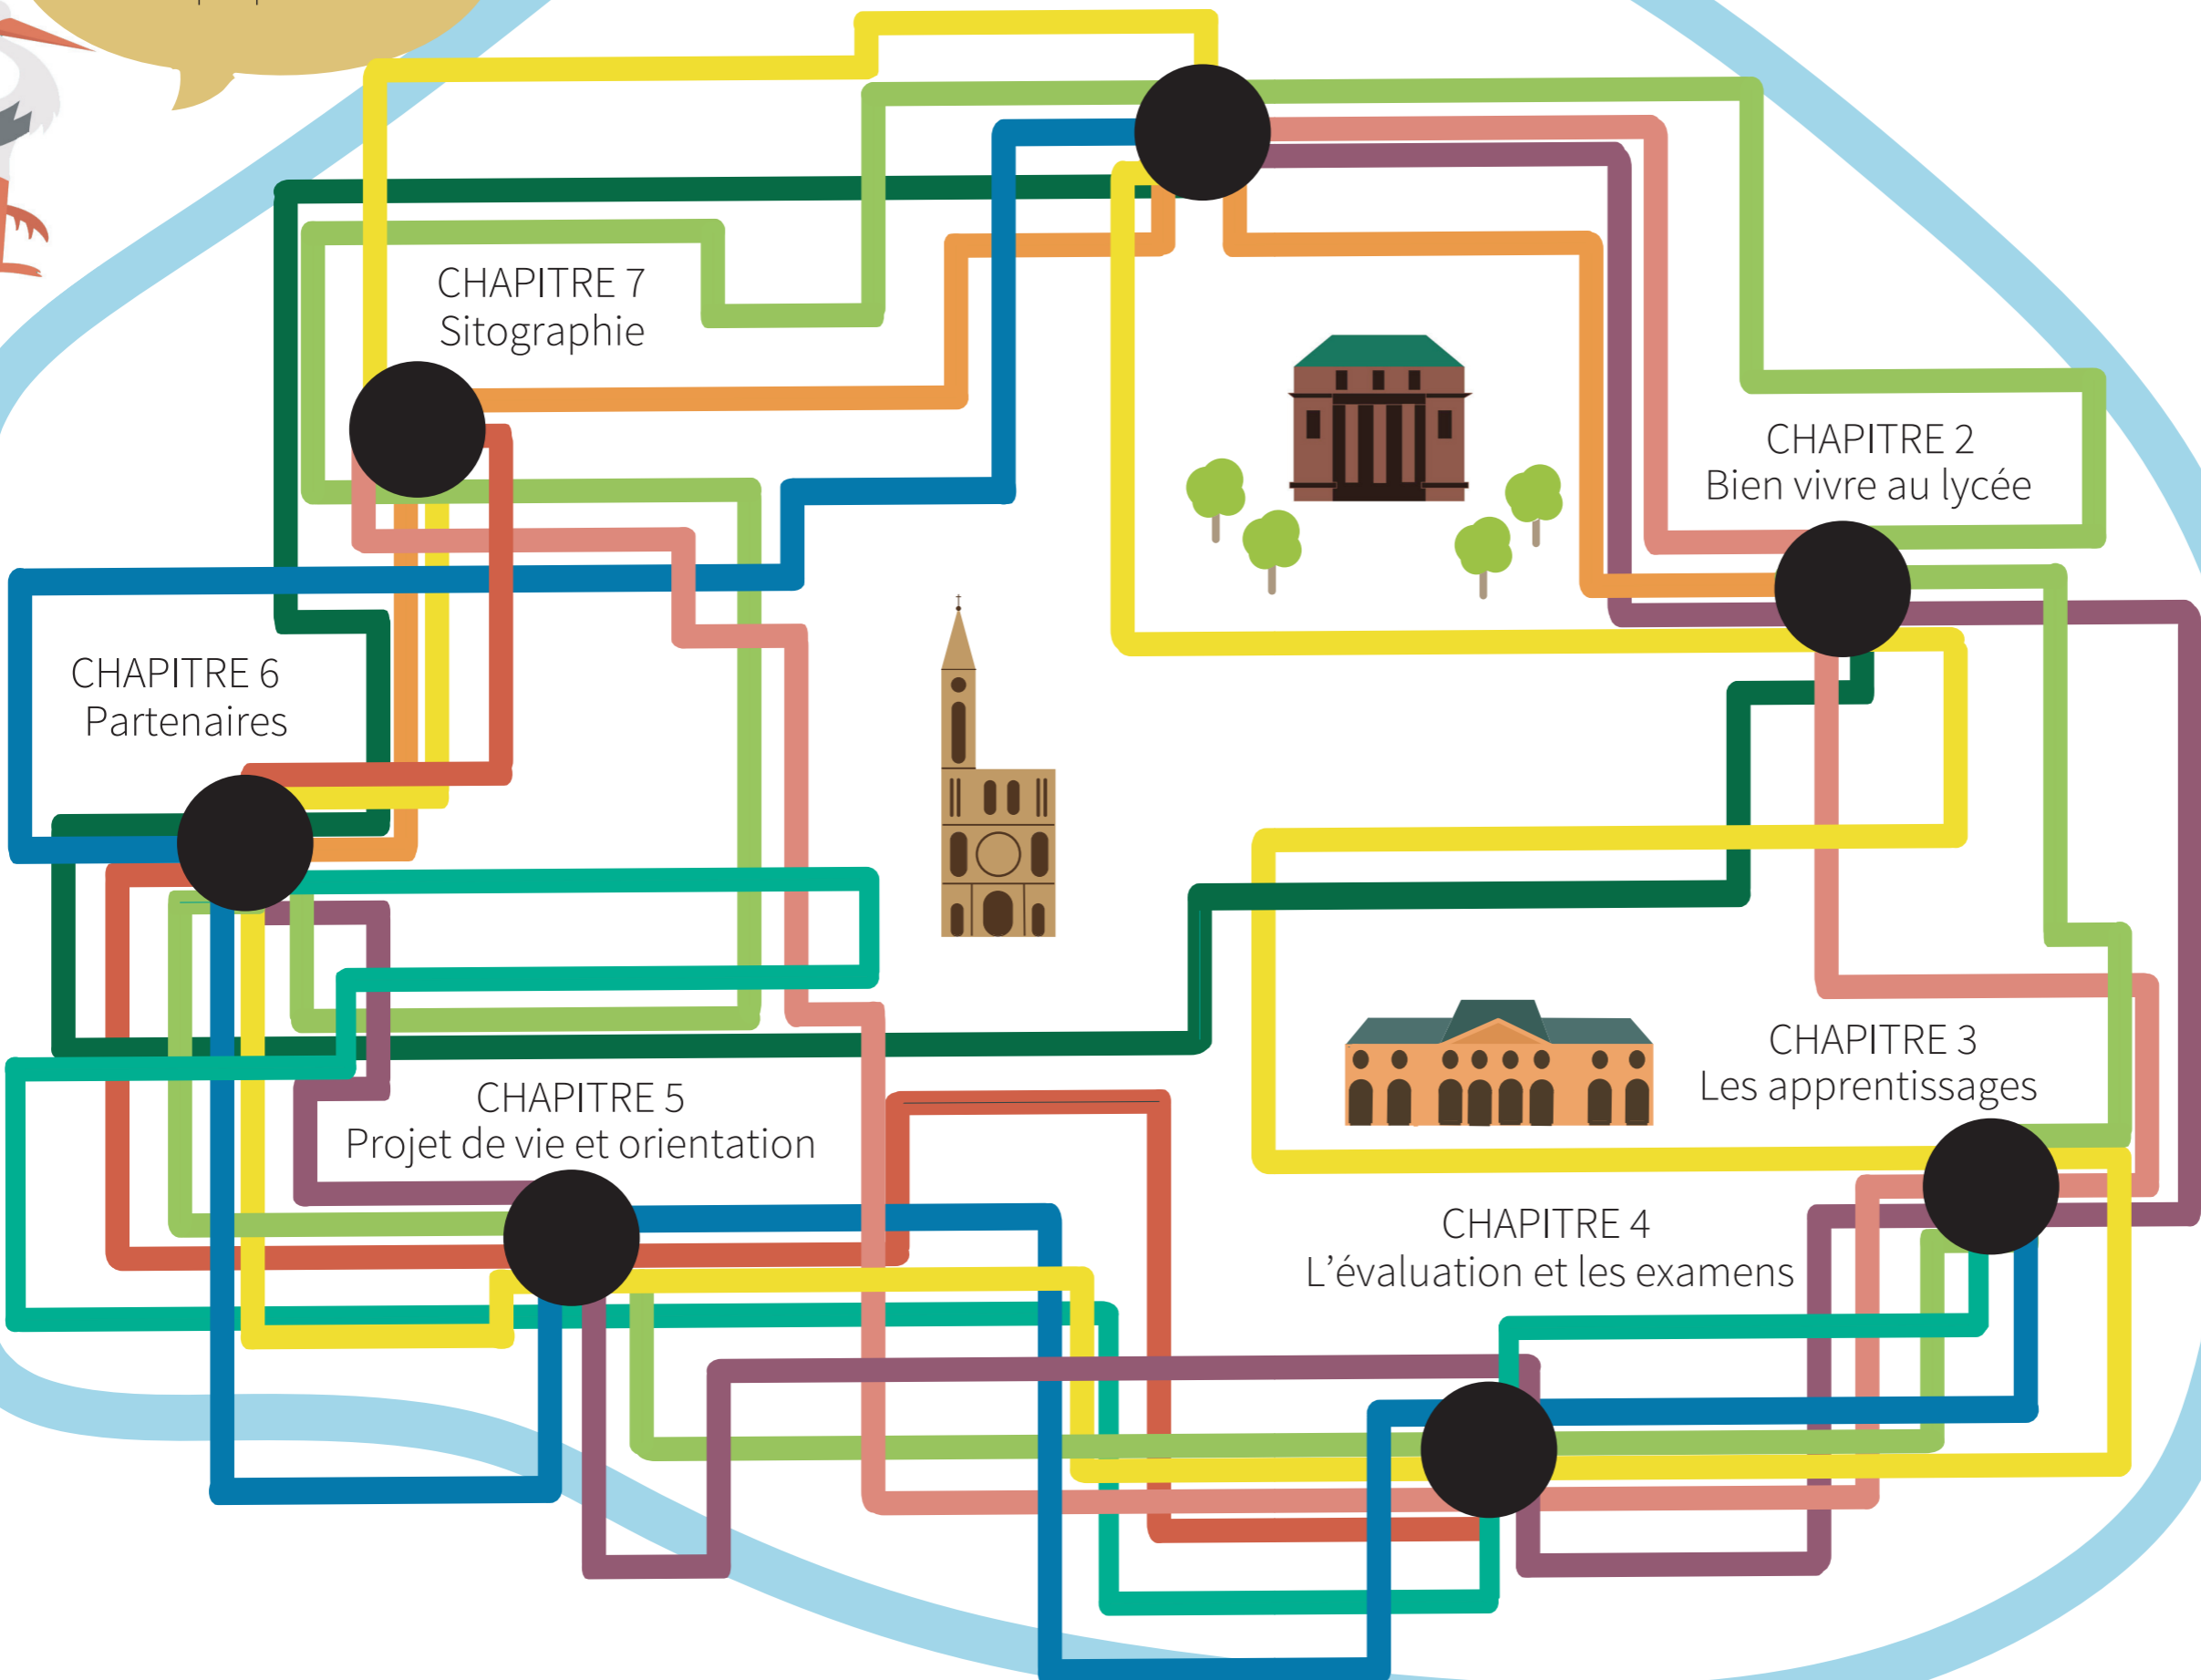 CHAPITRE 7
Sitographie
CHAPITRE 2
Bien vivre au lycée
CHAPITRE 6
Partenaires
CHAPITRE 3
Les apprentissages
CHAPITRE 5
Projet de vie et orientation
CHAPITRE 4
L’évaluation et les examens